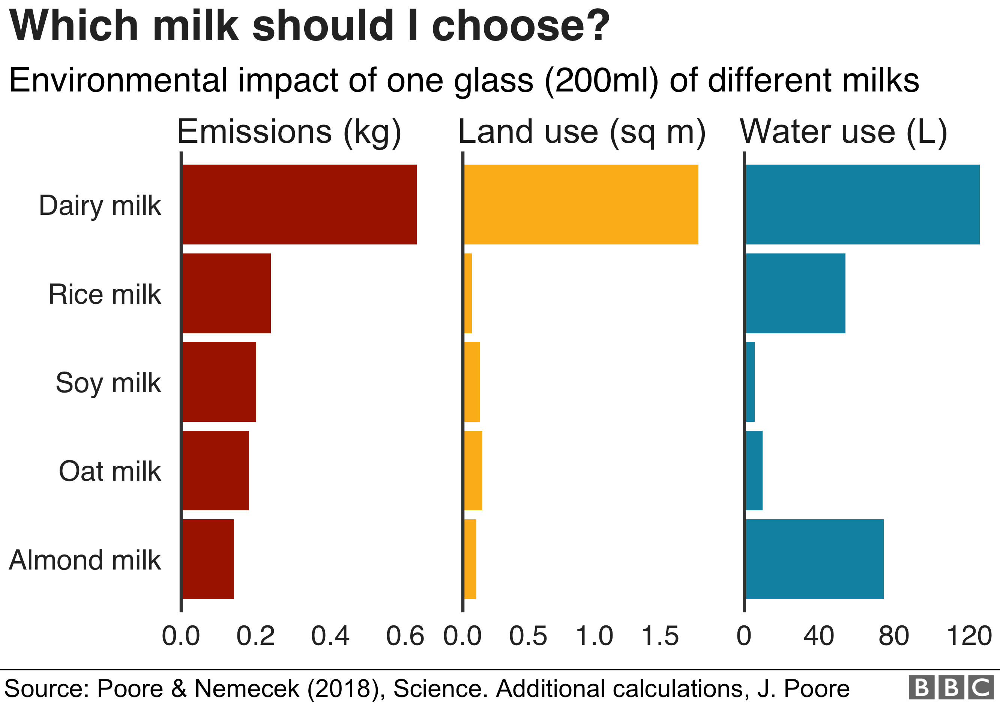 Which milk should I choose?
Environmental impact of one glass (200ml) of different milks
Emissions (kg) Land use (sq m) Water use (L)
Dairy milk
Rice milk
Soy milk
Oat milk
Almond milk
0.0 0.2 0.4 0.6 0.0 0.5 1.0 1.5 0 40 80 120
Source: Poore & Nemecek (2018), Science. Additional calculations, J. Poore BBC